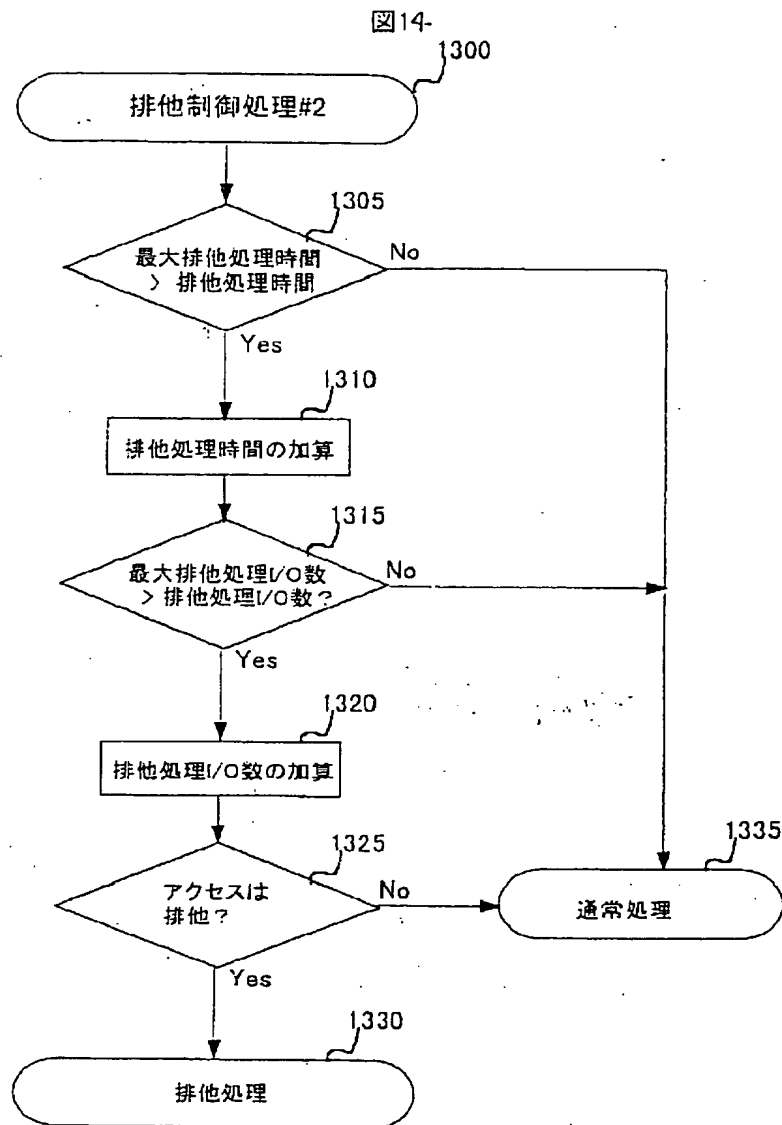 図14-
1300
排他制御処理#2
1305
最大排他処理時間
> 排他処理時間
No
Yes
1310
排他処理時間の加算
1315
最大排他処理I/O数
> 排他処理I/O数?
No
Yes
1320
排他処理I/O数の加算
1325
アクセスは
排他?
No
1335
通常処理
Yes
1330
排他処理